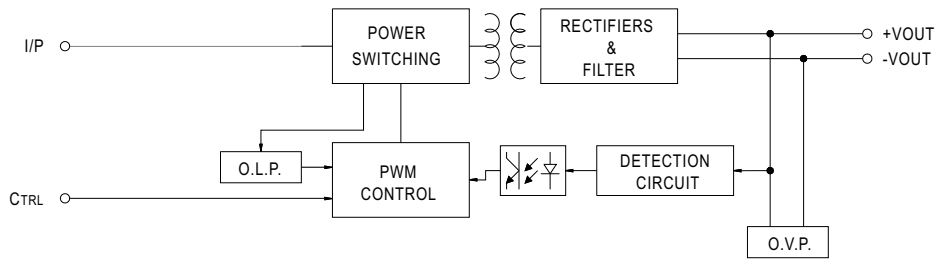 I/P
POWER
SWITCHING
RECTIFIERS
&
FILTER
+VOUT
-VOUT
O.L.P.
PWM
CONTROL
DETECTION
CIRCUIT
CTRL
O.V.P.